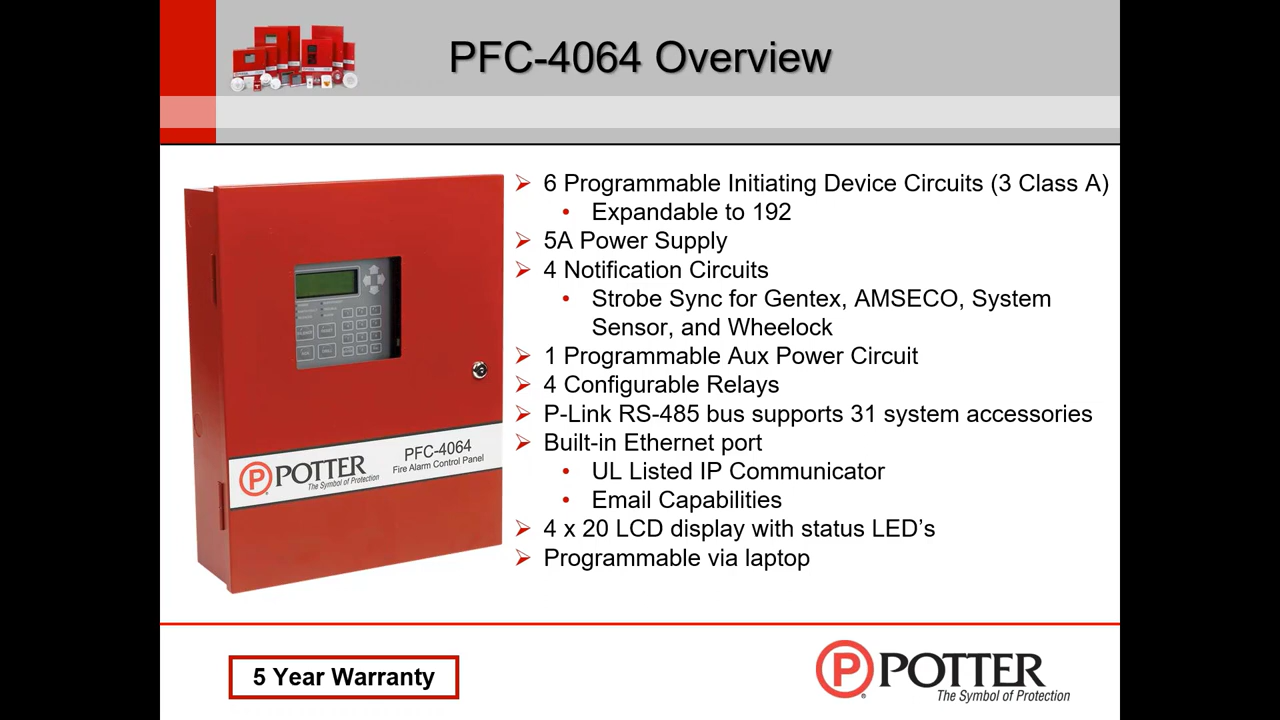 PFC-4064 Overview
6 Programmable Initiating Device Circuits (3 Class A)
Expandable to 192
5A Power Supply
4 Notification Circuits
Strobe Sync for Gentex, AMSECO, System
Sensor, and Wheelock
1 Programmable Aux Power Circuit
4 Configurable Relays
P-Link RS-485 bus supports 31 system accessories
Built-in Ethernet port
UL Listed IP Communicator
Email Capabilities
4 x 20 LCD display with status LED’s
Programmable via laptop
P POTTER
The Symbol of Protection
PFC-4064
Fire Alarm Control Panel
5 Year Warranty
P POTTER
The Symbol of Protection